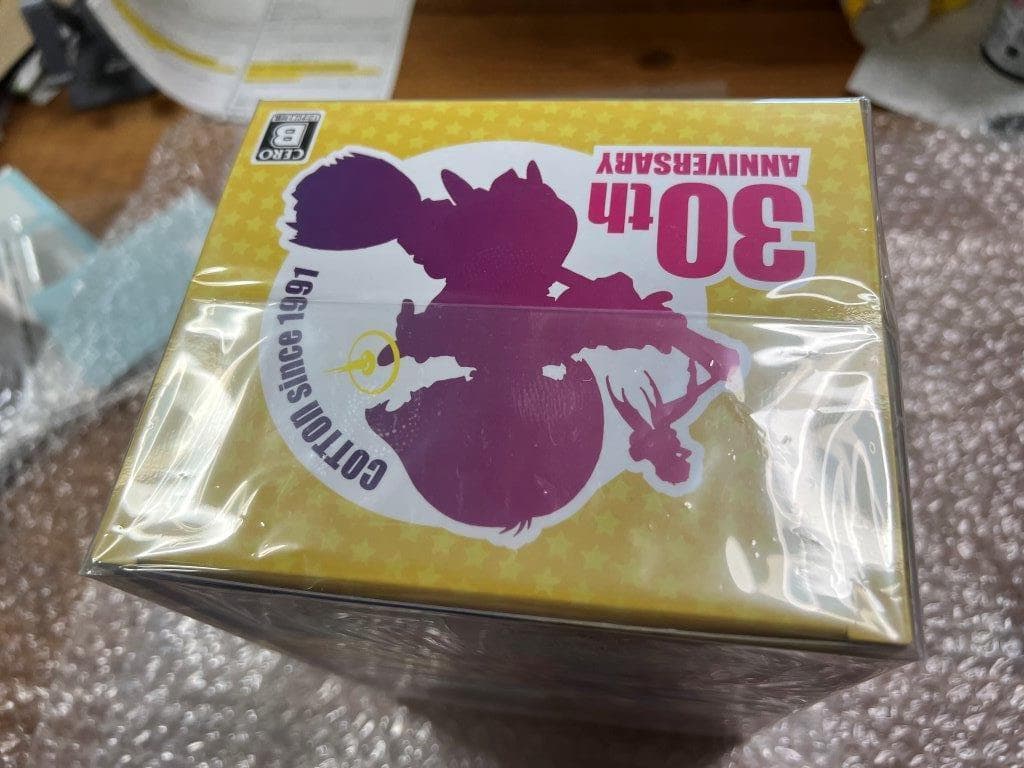 30th
ANNIVERSARY
COTTON since 1991
B
CERO